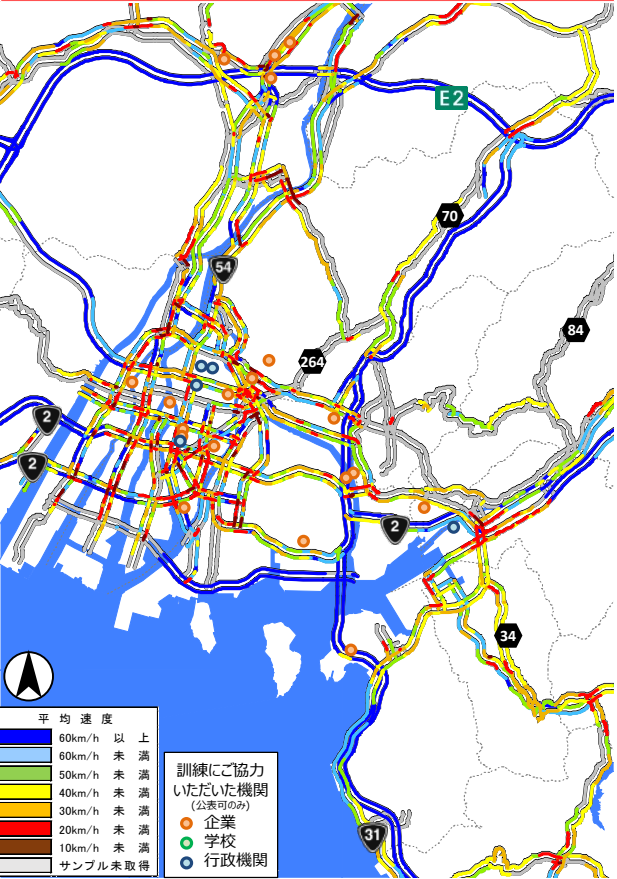 E2
70
54
84
264
2
2
2
34
31
平均速度
60km/h 以上
60km/h 未満
50km/h 未満
40km/h 未満
30km/h 未満
20km/h 未満
10km/h 未満
サンプル未取得
訓練にご協力
いただいた機関
(公表可のみ)
企業
学校
行政機関